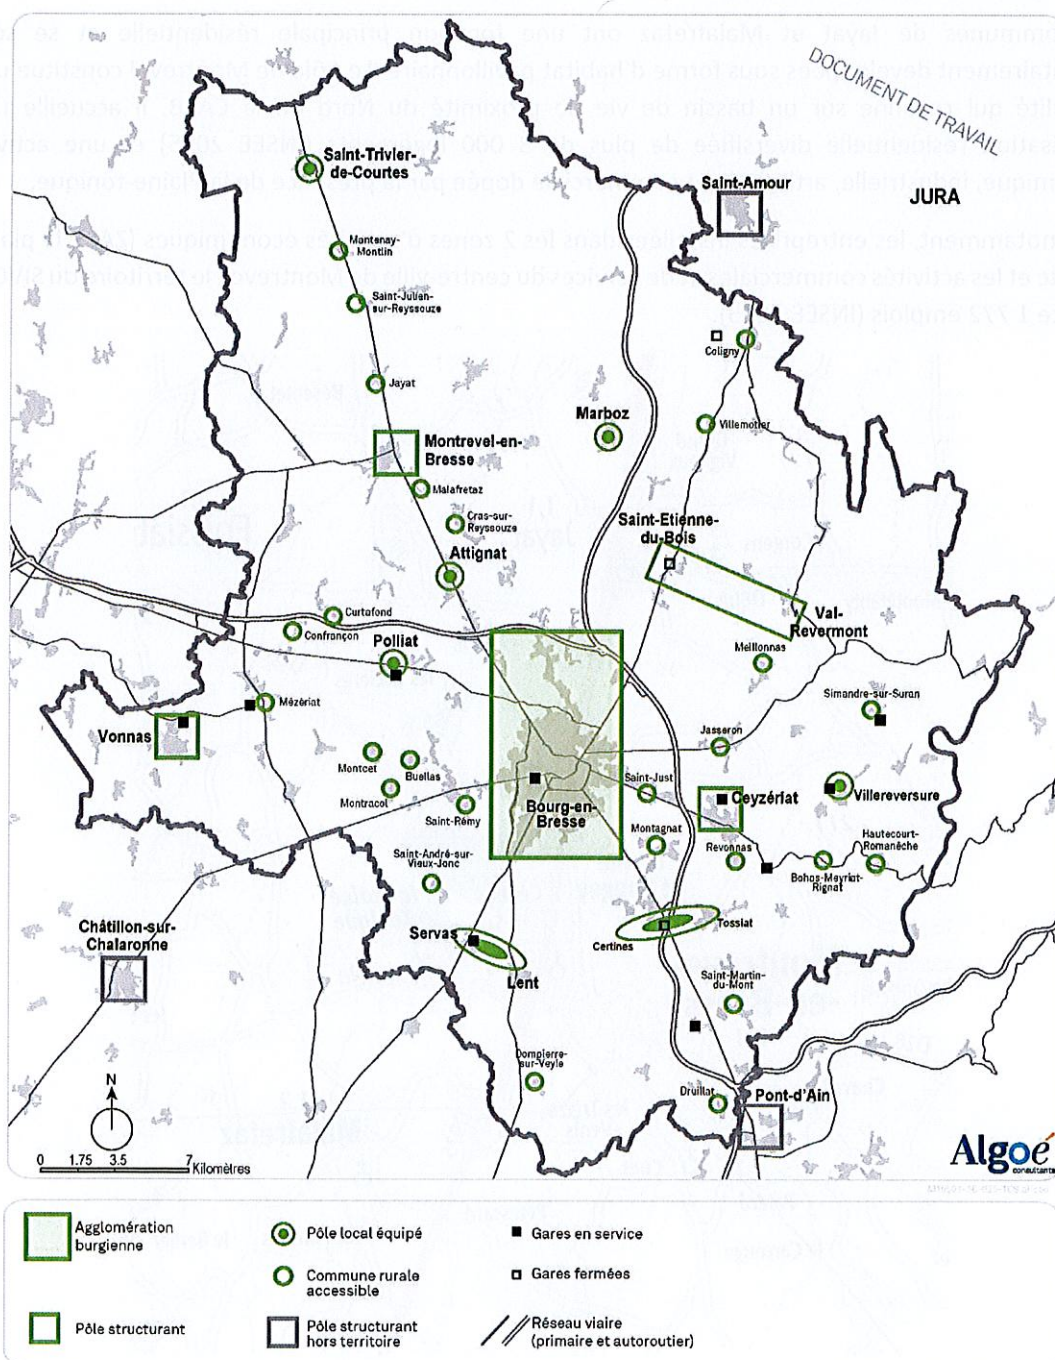 DOCUMENT DE TRAVAIL
JURA
Saint-Trivier-
de-Courtes
Saint-Amour
Mantenay-
Montlin
Saint-Julien-
sur-Reyssouze
Coligny
Jayat
Marboz
Villemotier
Montrevel-en-
Bresse
Malafretaz
Cras-sur-
Reyssouze
Saint-Etienne-
du-Bois
Attignat
Curtafond
Confrançon
Val-
Revermont
Polliat
Meillonnas
Simandre-sur-Suran
Mézériat
Vonnas
Jasseron
Montcet
Buellas
Saint-Just
Ceyzériat
Villereversure
Montracol
Bourg-en-
Bresse
Saint-Rémy
Montagnat
Revonnas
Hautecourt-
Romanèche
Bohas-Meyriat-
Rignat
Saint-André-sur-
Vieux-Jonc
Châtillon-sur-
Chalaronne
Servas
Certines
Tossiat
Lent
Saint-Martin-
du-Mont
Dompierre-
sur-Veyle
Druillat
Pont-d'Ain
N
0 1.75 3.5 7
Kilomètres
Algoé
consultants
Agglomération
burgienne
Pôle structurant
Pôle local équipé
Commune rurale
accessible
Pôle structurant
hors territoire
Gares en service
Gares fermées
Réseau viaire
(primaire et autoroutier)